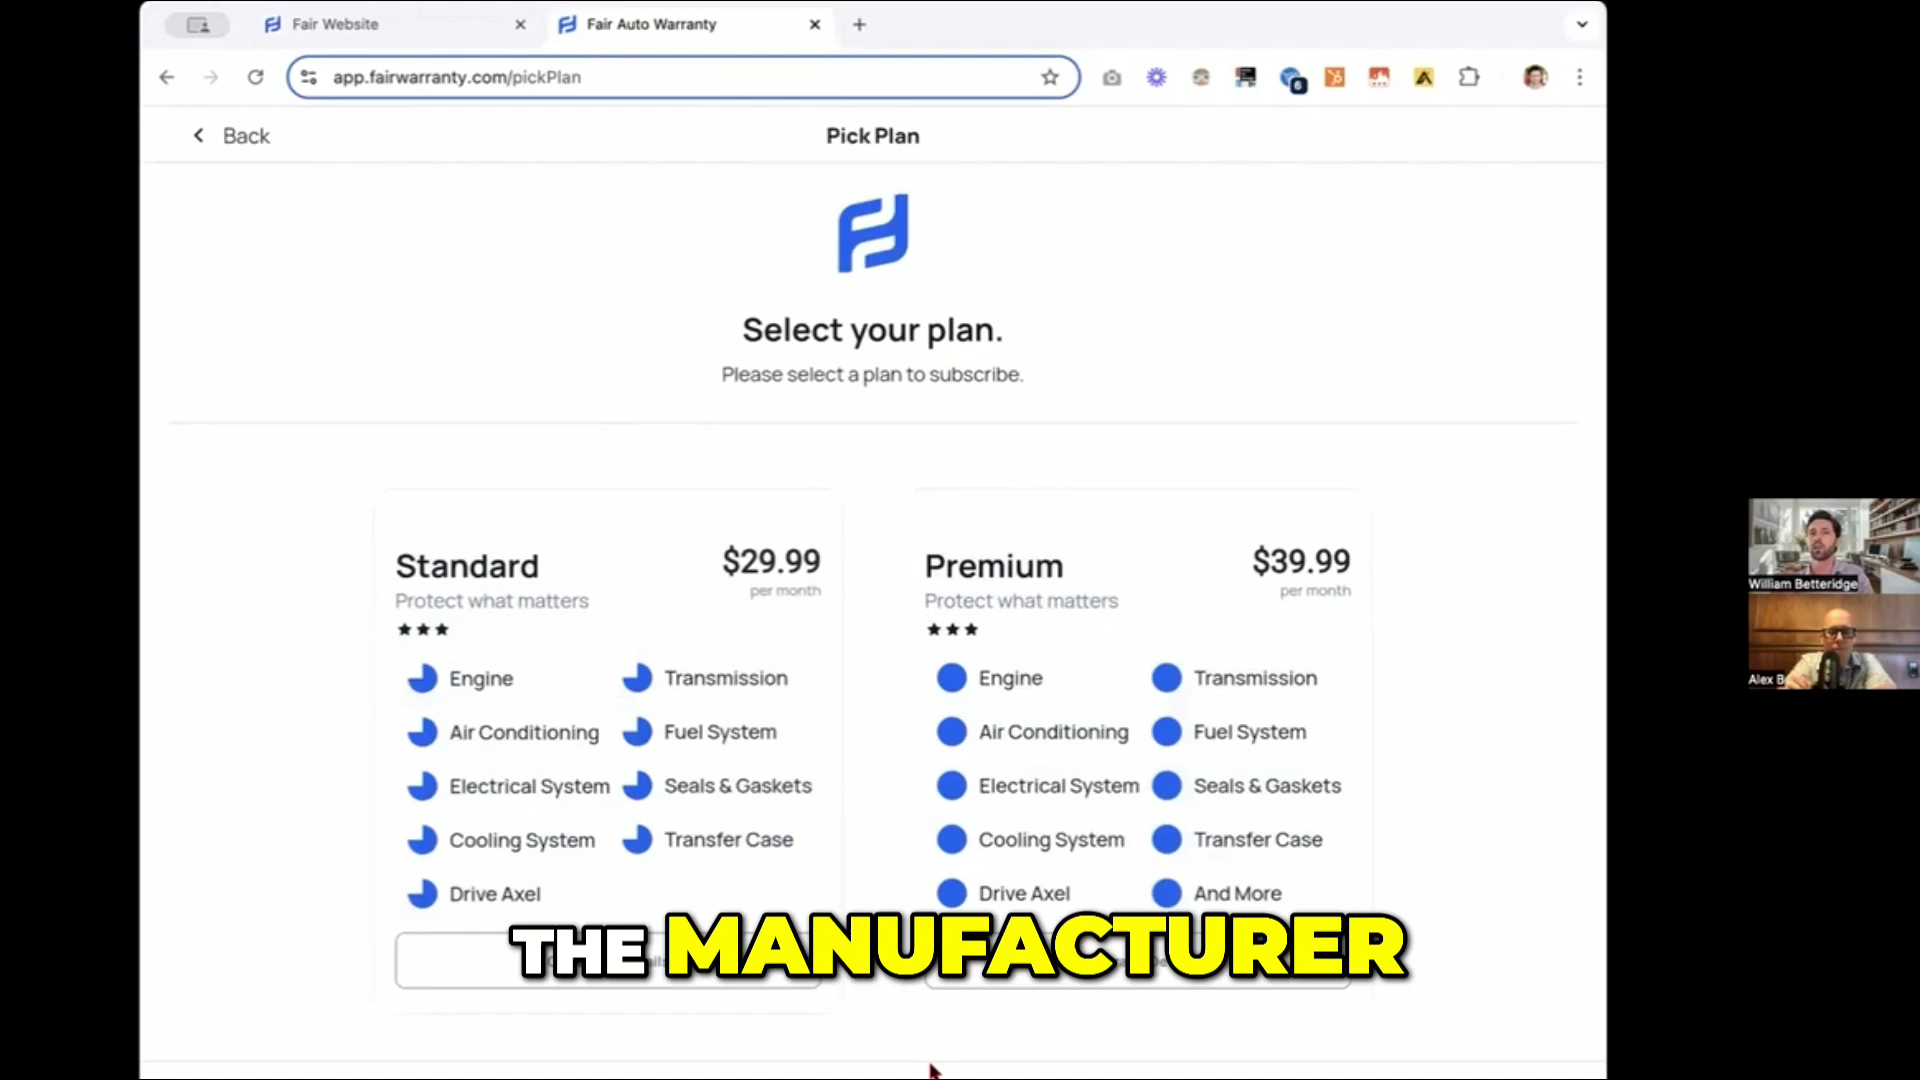 Fair Website
Fair Auto Warranty
app.fairwarranty.com/pickPlan
6
Back
Pick Plan
Select your plan.
Please select a plan to subscribe.
Standard
$29.99
per month
Protect what matters
Engine
Transmission
Air Conditioning
Fuel System
Electrical System
Seals & Gaskets
Cooling System
Transfer Case
Drive Axel
Premium
$39.99
per month
Protect what matters
Engine
Transmission
Air Conditioning
Fuel System
Electrical System
Seals & Gaskets
Cooling System
Transfer Case
Drive Axel
And More
THE MANUFACTURER
William Betteridge
Alex B